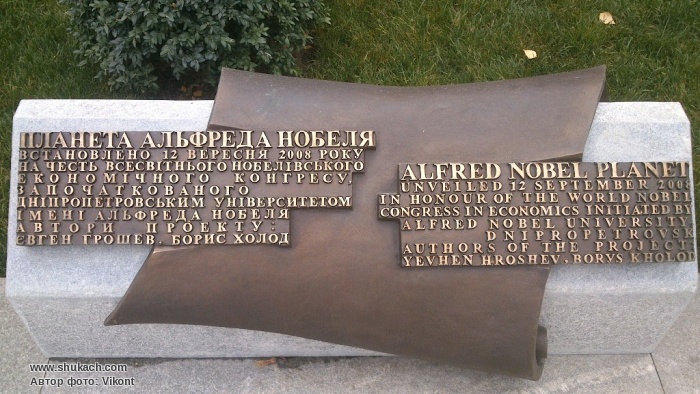 ПЛАНЕТА АЛЬФРЕДА НОБЕЛЯ
ВСТАНОВЛЕНО 12 ВЕРЕСНЯ 2008 РОКУ
НА ЧЕСТЬ ВСЕСВІТНЬОГО НОБЕЛІВСЬКОГО
ЕКОНОМІЧНОГО КОНГРЕСУ,
ЗАПОЧАТКОВАНОГО
ДНІПРОПЕТРОВСЬКИМ УНІВЕРСИТЕТОМ
ІМЕНІ АЛЬФРЕДА НОБЕЛЯ
АВТОРИ ПРОЕКТУ:
ЄВГЕН ГРОШЕВ, БОРИС ХОЛОД
ALFRED NOBEL PLANET
UNVEILED 12 SEPTEMBER 2008
IN HONOUR OF THE WORLD NOBEL
CONGRESS IN ECONOMICS INITIATED BY
ALFRED NOBEL UNIVERSITY
DNIPROPETROVSK
AUTHORS OF THE PROJECT:
YEVHEN HROSHEV, BORYS KHOLOD
www.shukach.com
Автор фото: Vikont